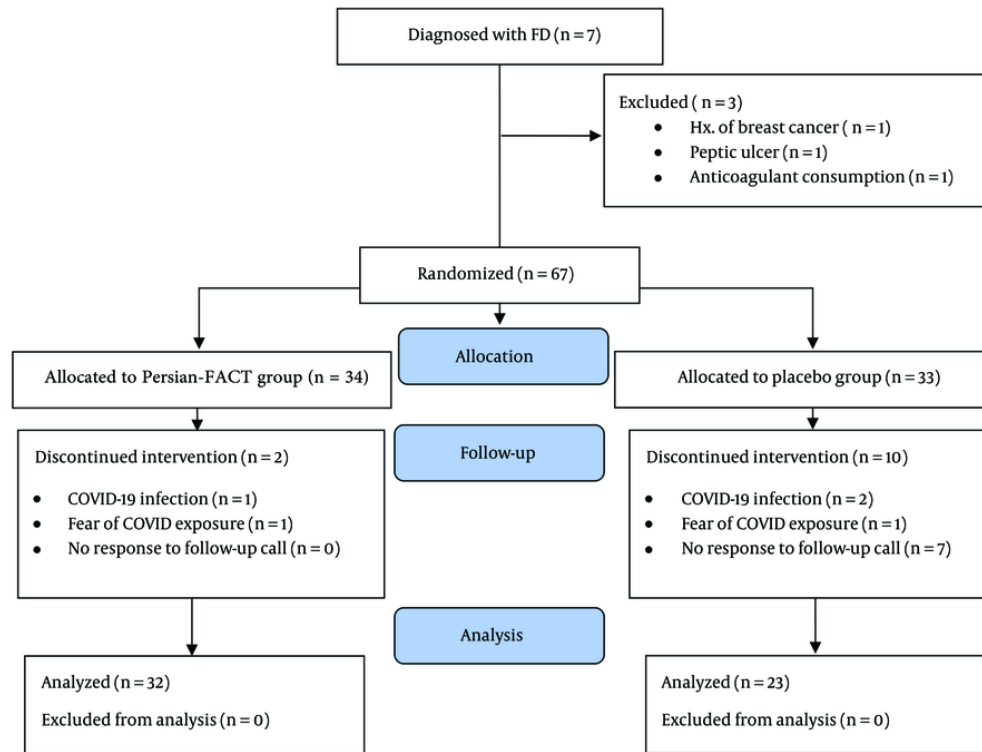 Diagnosed with FD (n = 7)
Excluded ( n = 3)
• Hx. of breast cancer ( n = 1)
• Peptic ulcer (n = 1)
• Anticoagulant consumption (n = 1)
Randomized (n = 67)
Allocation
Allocated to Persian-FACT group (n = 34)
Allocated to placebo group (n = 33)
Follow-up
Discontinued intervention (n = 2)
• COVID-19 infection (n = 1)
• Fear of COVID exposure (n = 1)
• No response to follow-up call (n = 0)
Discontinued intervention (n = 10)
• COVID-19 infection (n = 2)
• Fear of COVID exposure (n = 1)
• No response to follow-up call (n = 7)
Analysis
Analyzed (n = 32)
Excluded from analysis (n = 0)
Analyzed (n = 23)
Excluded from analysis (n = 0)